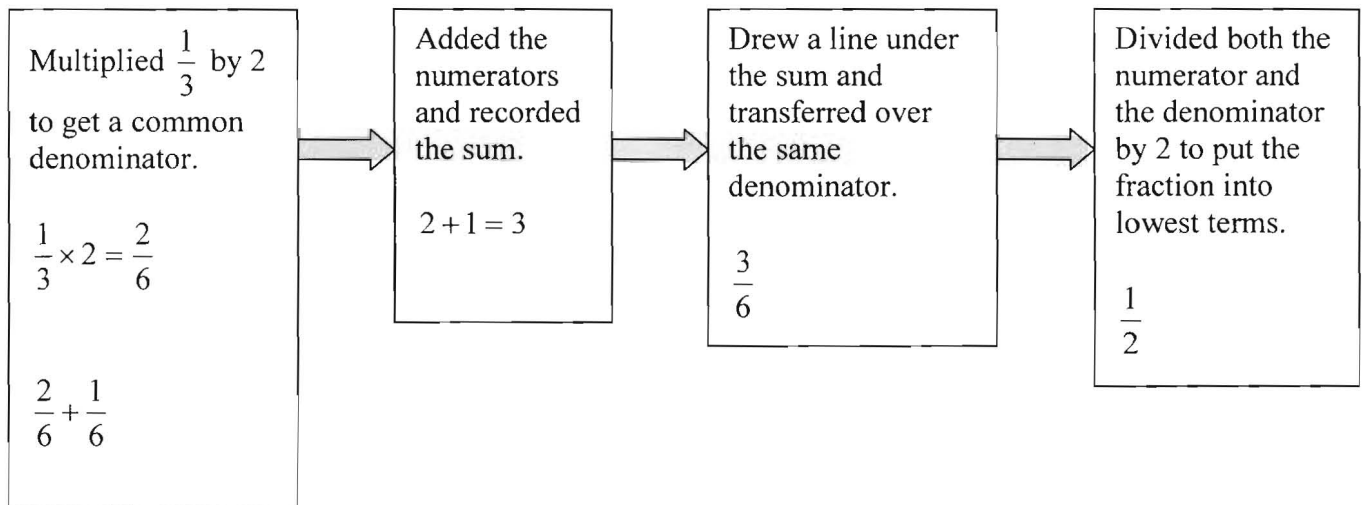 Multiplied 1/3 by 2
to get a common
denominator.
1/3 × 2 = 2/6
2/6 + 1/6
Added the
numerators
and recorded
the sum.
2 + 1 = 3
Drew a line under
the sum and
transferred over
the same
denominator.
3/6
Divided both the
numerator and
the denominator
by 2 to put the
fraction into
lowest terms.
1/2